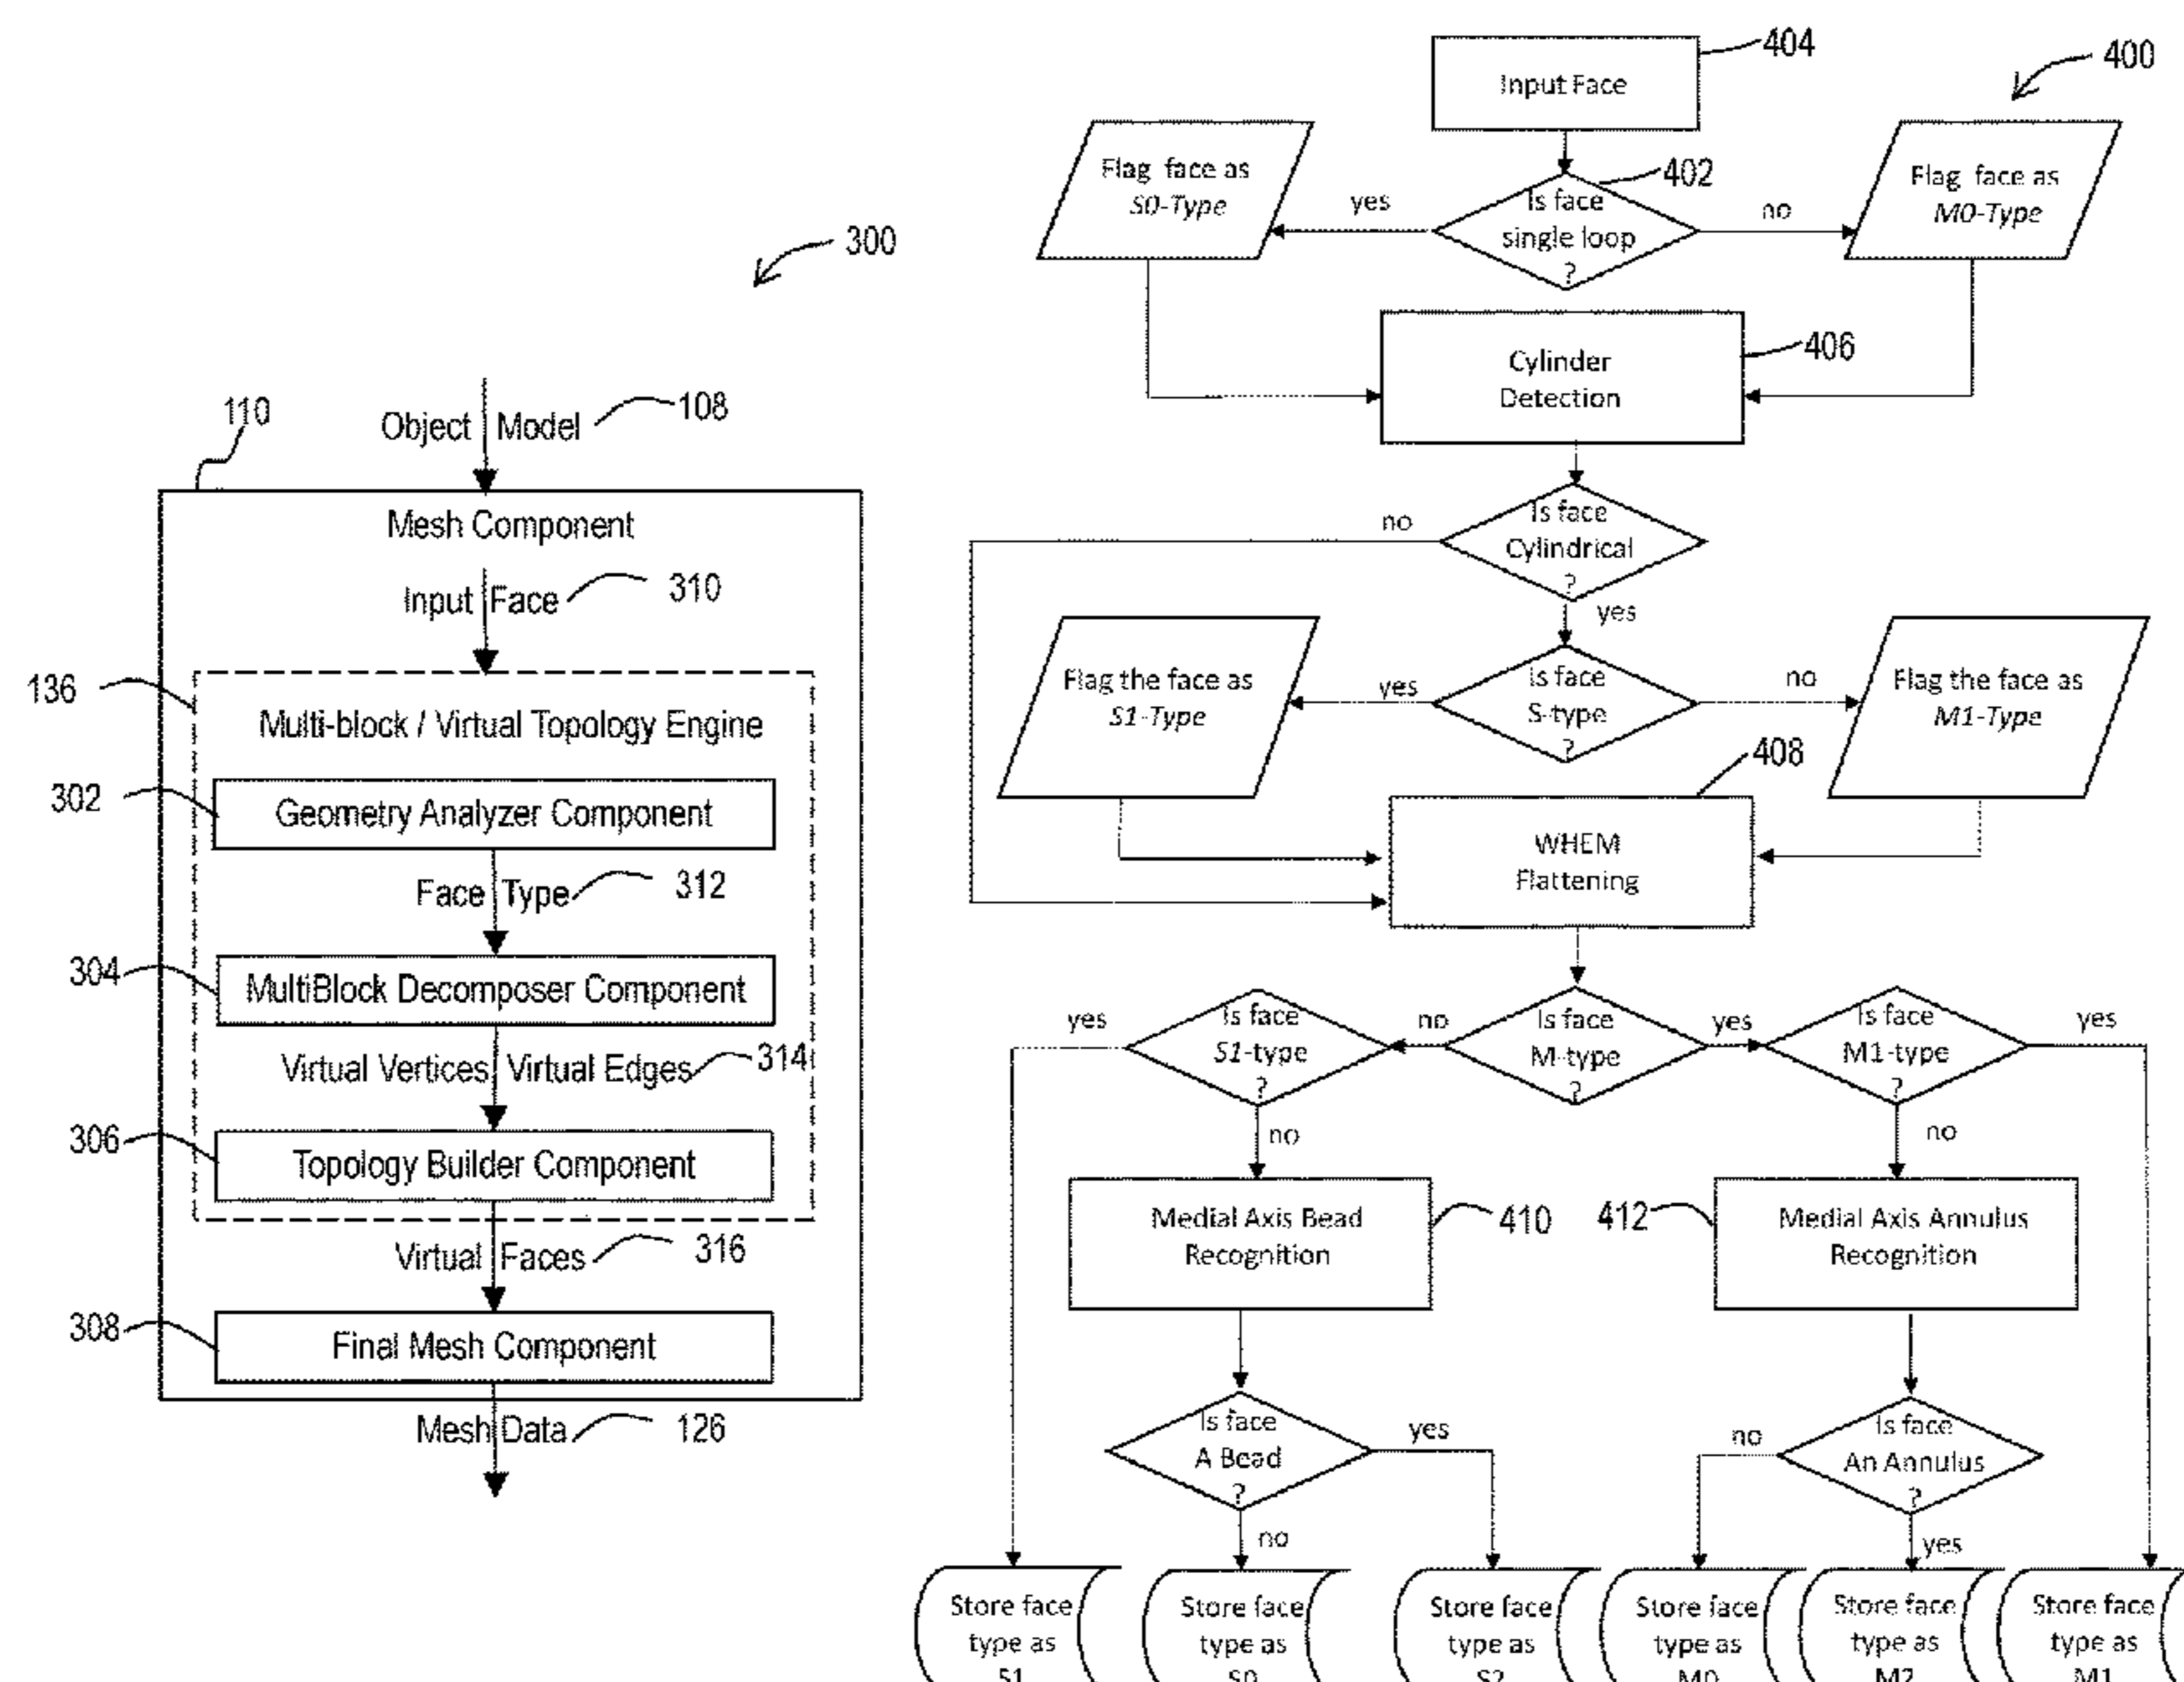 300
Object Model 108
110
Mesh Component
Input Face 310
136
Multi-block / Virtual Topology Engine
302
Geometry Analyzer Component
Face Type 312
304
MultiBlock Decomposer Component
Virtual Vertices Virtual Edges 314
306
Topology Builder Component
Virtual Faces 316
308
Final Mesh Component
Mesh Data 126
400
404
Input Face
402
Flag face as
S0-Type
yes
Is face
single loop
?
no
Flag face as
M0-Type
406
Cylinder
Detection
no
Is face
Cylindrical
?
yes
Flag the face as
S1-Type
yes
Is face
S-type
?
no
Flag the face as
M1-Type
408
WHEM
Flattening
yes
Is face
S1-type
?
no
Is face
M-type
?
yes
Is face
M1-type
?
yes
no
no
Medial Axis Bead
Recognition
410
412
Medial Axis Annulus
Recognition
Is face
A Bead
?
yes
no
no
Is face
An Annulus
?
yes
Store face
type as
S1
Store face
type as
S0
Store face
type as
S2
Store face
type as
M0
Store face
type as
M2
Store face
type as
M1